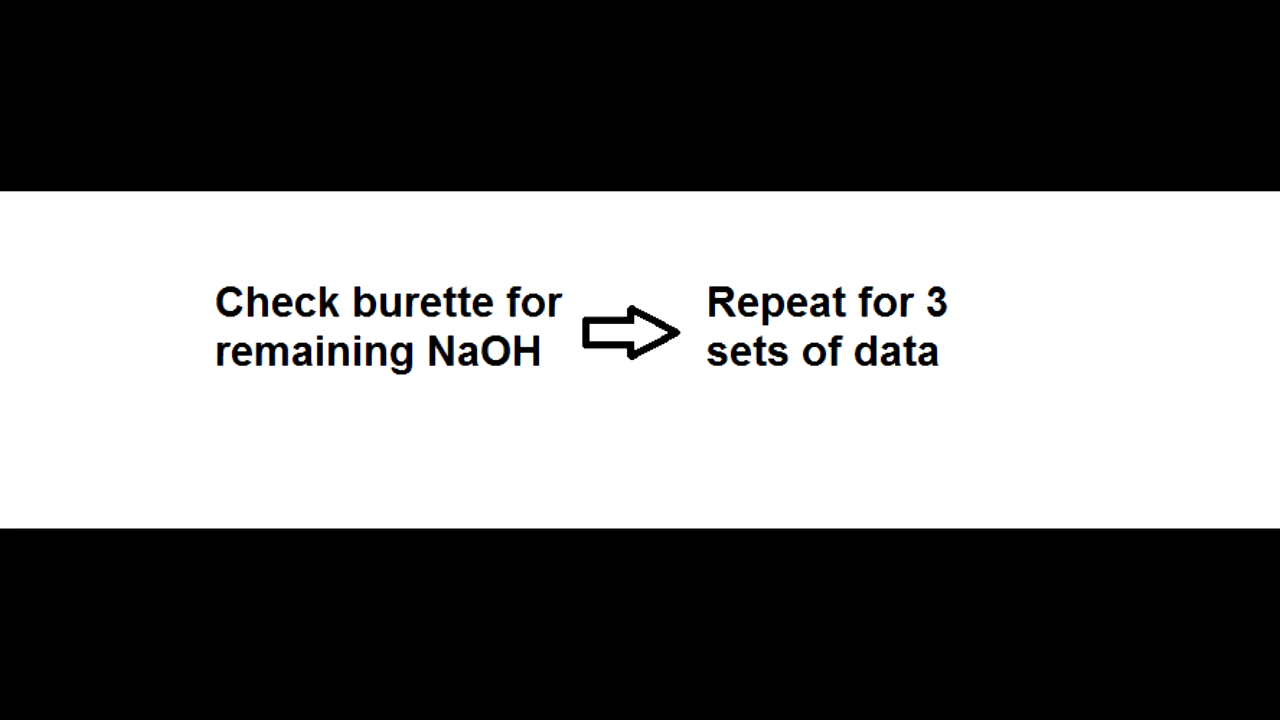 Check burette for
remaining NaOH
Repeat for 3
sets of data